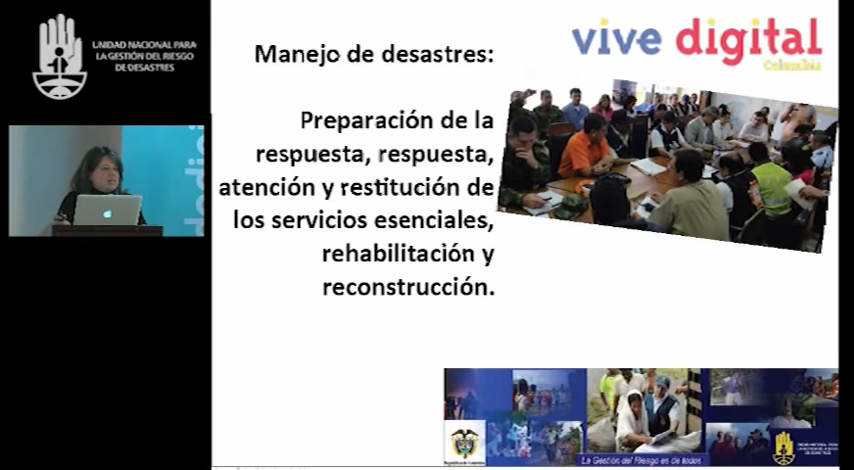 UNIDAD NACIONAL PARA
LA GESTIÓN DEL RIESGO
DE DESASTRES
vive digital
Colombia
Manejo de desastres:
Preparación de la
respuesta, respuesta,
atención y restitución de
los servicios esenciales,
rehabilitación y
reconstrucción.
La Gestión del Riesgo es de todos